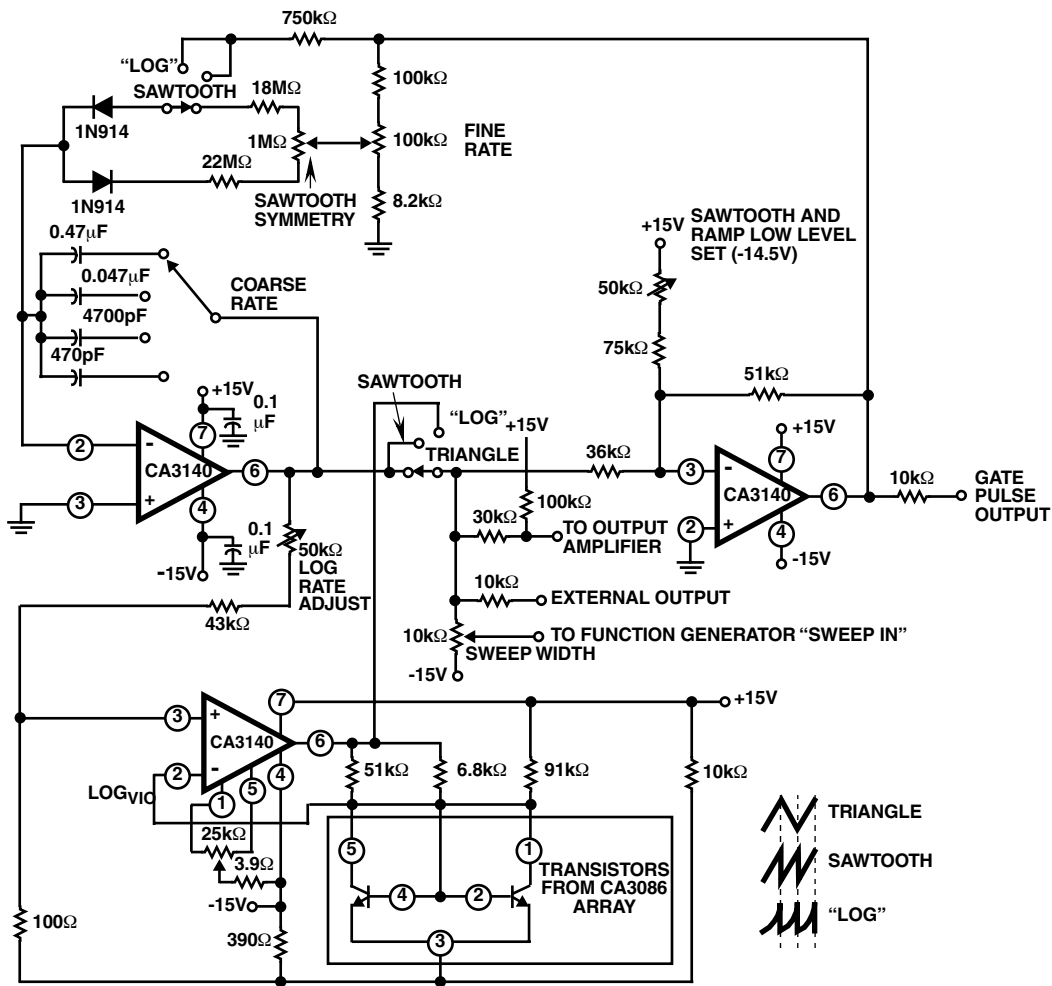 750kΩ
"LOG"
SAWTOOTH
18MΩ
100kΩ
1N914
1MΩ
100kΩ
FINE
RATE
22MΩ
1N914
SAWTOOTH
SYMMETRY
8.2kΩ
0.47μF
0.047μF
4700pF
470pF
COARSE
RATE
+15V
SAWTOOTH AND
RAMP LOW LEVEL
SET (-14.5V)
50kΩ
75kΩ
51kΩ
+15V
0.1
μF
SAWTOOTH
"LOG"
+15V
TRIANGLE
36kΩ
+15V
2
-
7
CA3140
6
3
+
4
0.1
μF
-15V
50kΩ
LOG
RATE
ADJUST
43kΩ
100kΩ
30kΩ
TO OUTPUT
AMPLIFIER
3
-
7
CA3140
6
2
+
4
-15V
10kΩ
GATE
PULSE
OUTPUT
10kΩ
EXTERNAL OUTPUT
10kΩ
TO FUNCTION GENERATOR "SWEEP IN"
SWEEP WIDTH
-15V
7
+15V
3
+
CA3140
6
2
-
4
5
1
LOGVIO
51kΩ
6.8kΩ
91kΩ
10kΩ
25kΩ
3.9Ω
-15V
390Ω
100Ω
5
1
4
2
3
TRANSISTORS
FROM CA3086
ARRAY
TRIANGLE
SAWTOOTH
"LOG"